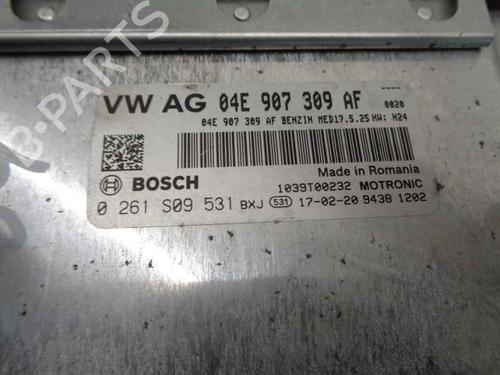 VW AG 04E 907 309 AF 0020
04E 907 309 AF BENZIN MED17.5.25 HW: H24
Made in Romania
BOSCH 1039T00232 MOTRONIC
0 261 S09 531 BXJ 531 17-02-20 9438 1202
B-PARTS